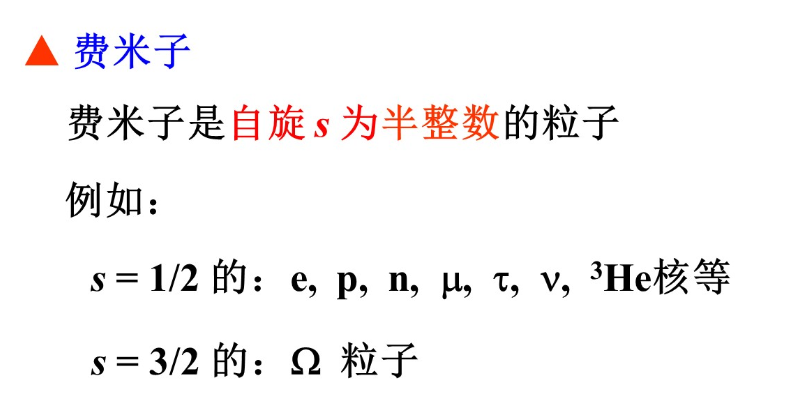 ▲ 费米子
费米子是自旋 s 为半整数的粒子
例如：
s = 1/2 的：e, p, n, μ, τ, ν, ³He核等
s = 3/2 的：Ω 粒子